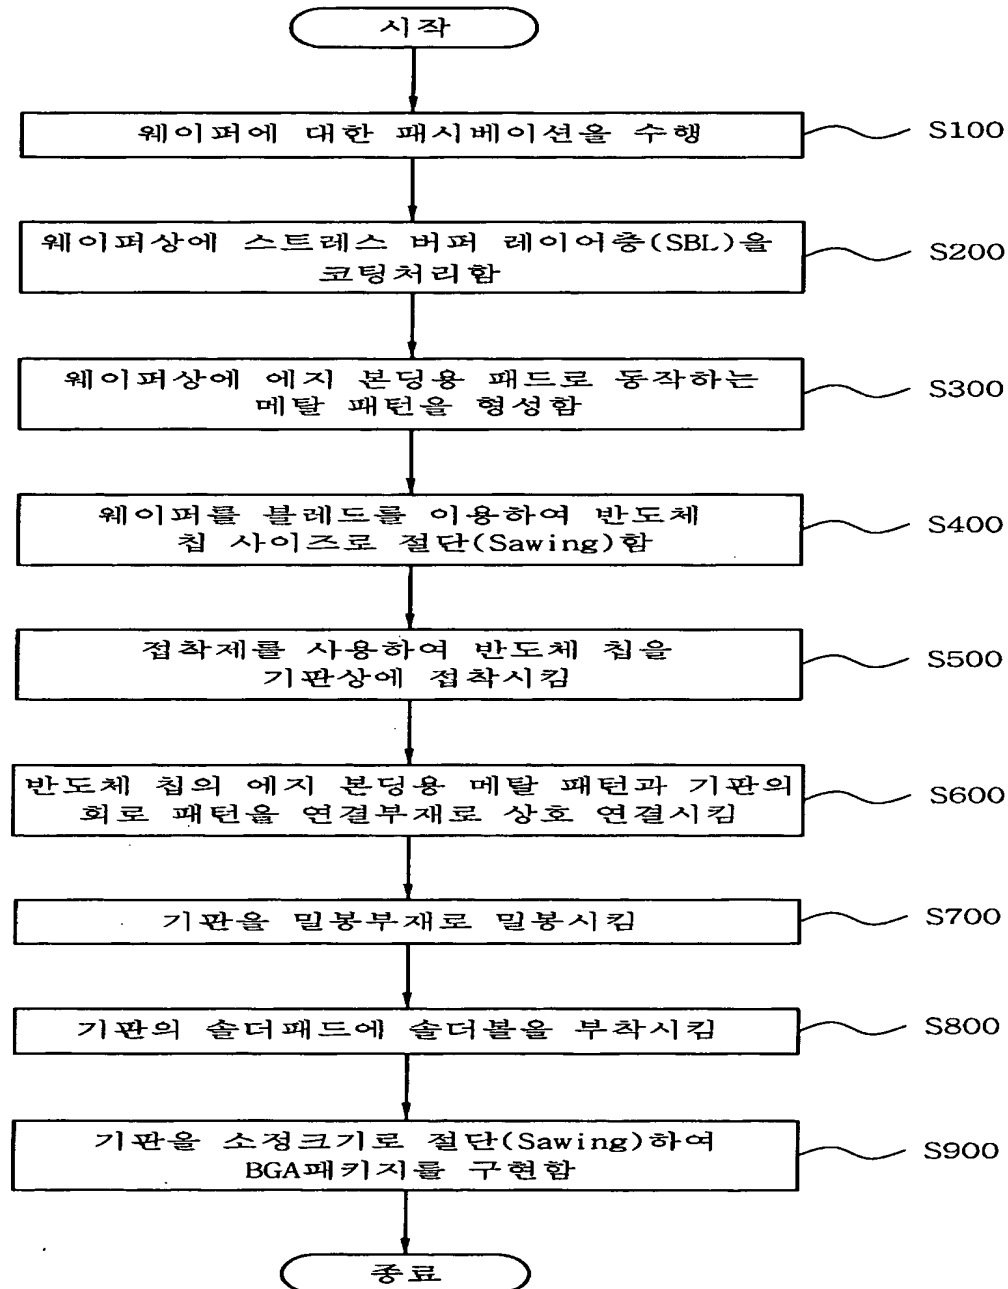 시작
웨이퍼에 대한 패시베이션을 수행
S100
웨이퍼상에 스트레스 버퍼 레이어층(SBL)을
코팅처리함
S200
웨이퍼상에 에지 본딩용 패드로 동작하는
메탈 패턴을 형성함
S300
웨이퍼를 블레드를 이용하여 반도체
칩 사이즈로 절단(Sawing)함
S400
접착제를 사용하여 반도체 칩을
기판상에 접착시킴
S500
반도체 칩의 에지 본딩용 메탈 패턴과 기판의
회로 패턴을 연결부재로 상호 연결시킴
S600
기판을 밀봉부재로 밀봉시킴
S700
기판의 솔더패드에 솔더볼을 부착시킴
S800
기판을 소정크기로 절단(Sawing)하여
BGA패키지를 구현함
S900
종료